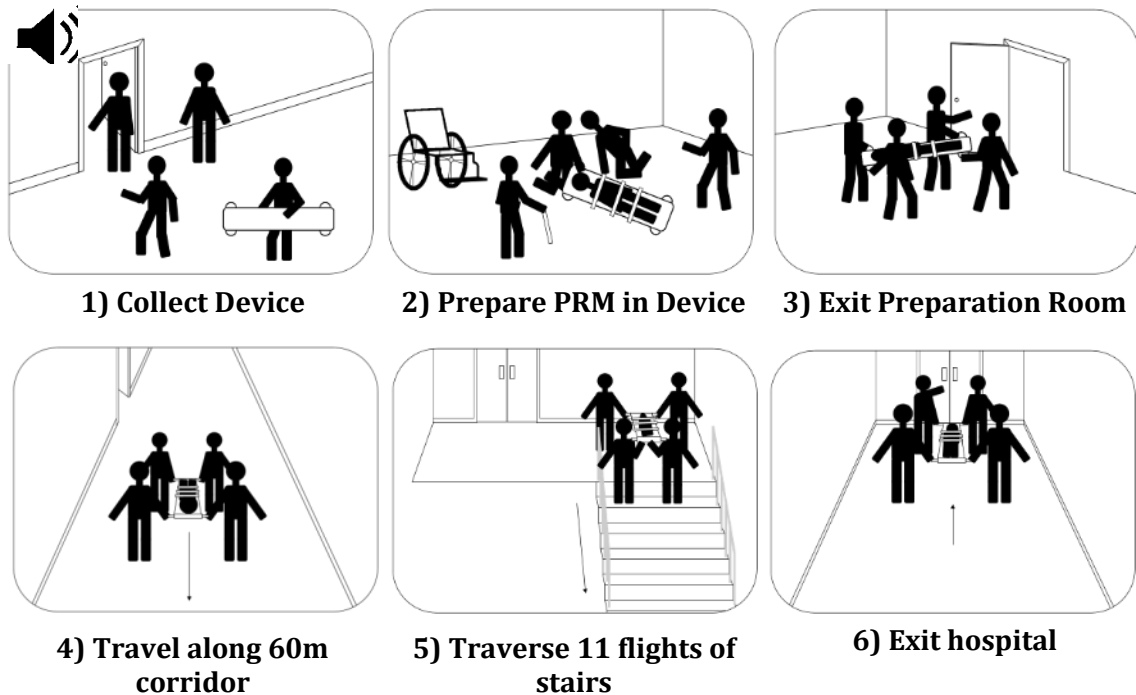 1) Collect Device
2) Prepare PRM in Device
3) Exit Preparation Room
4) Travel along 60m
corridor
5) Traverse 11 flights of
stairs
6) Exit hospital